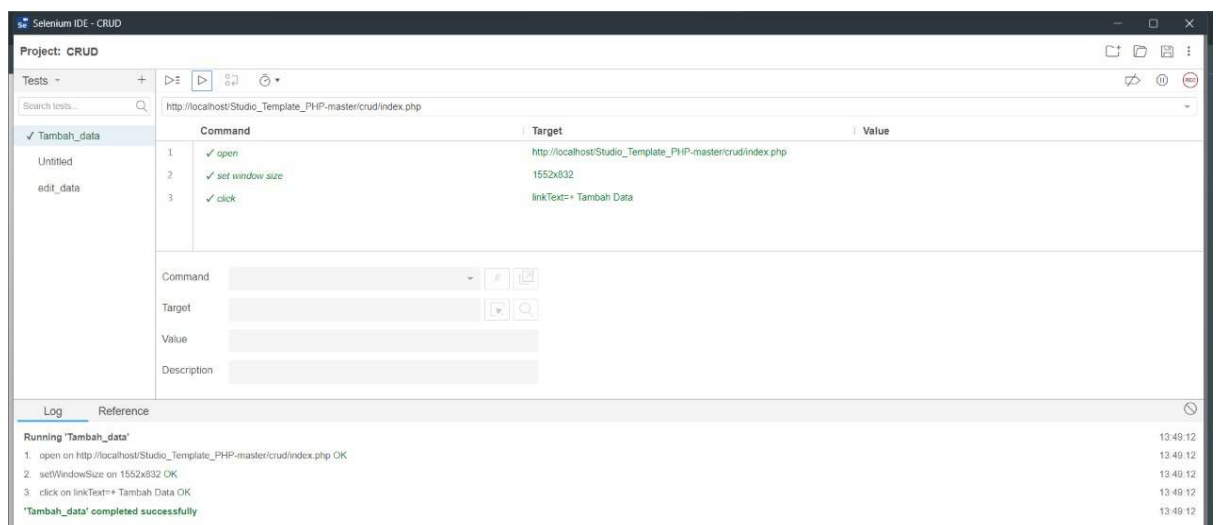 Selenium IDE - CRUD
Project: CRUD
Tests
Search tests...
http://localhost/Studio_Template_PHP-master/crud/index.php
✓ Tambah_data
Untitled
edit_data
Command Target Value
1 ✓ open http://localhost/Studio_Template_PHP-master/crud/index.php
2 ✓ set window size 1552x832
3 ✓ click linkText=+ Tambah Data
Command
//
Target
Value
Description
Log Reference
Running 'Tambah_data' 13:49:12
1. open on http://localhost/Studio_Template_PHP-master/crud/index.php OK 13:49:12
2. setWindowSize on 1552x832 OK 13:49:12
3. click on linkText=+ Tambah Data OK 13:49:12
'Tambah_data' completed successfully 13:49:12